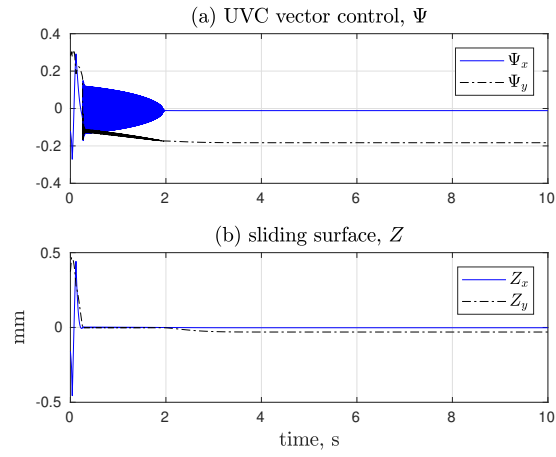 (a) UVC vector control, Ψ
0.4
0.2
0
-0.2
-0.4
Ψx
Ψy
0 2 4 6 8 10
(b) sliding surface, Z
0.5
0
-0.5
mm
Zx
Zy
0 2 4 6 8 10
time, s